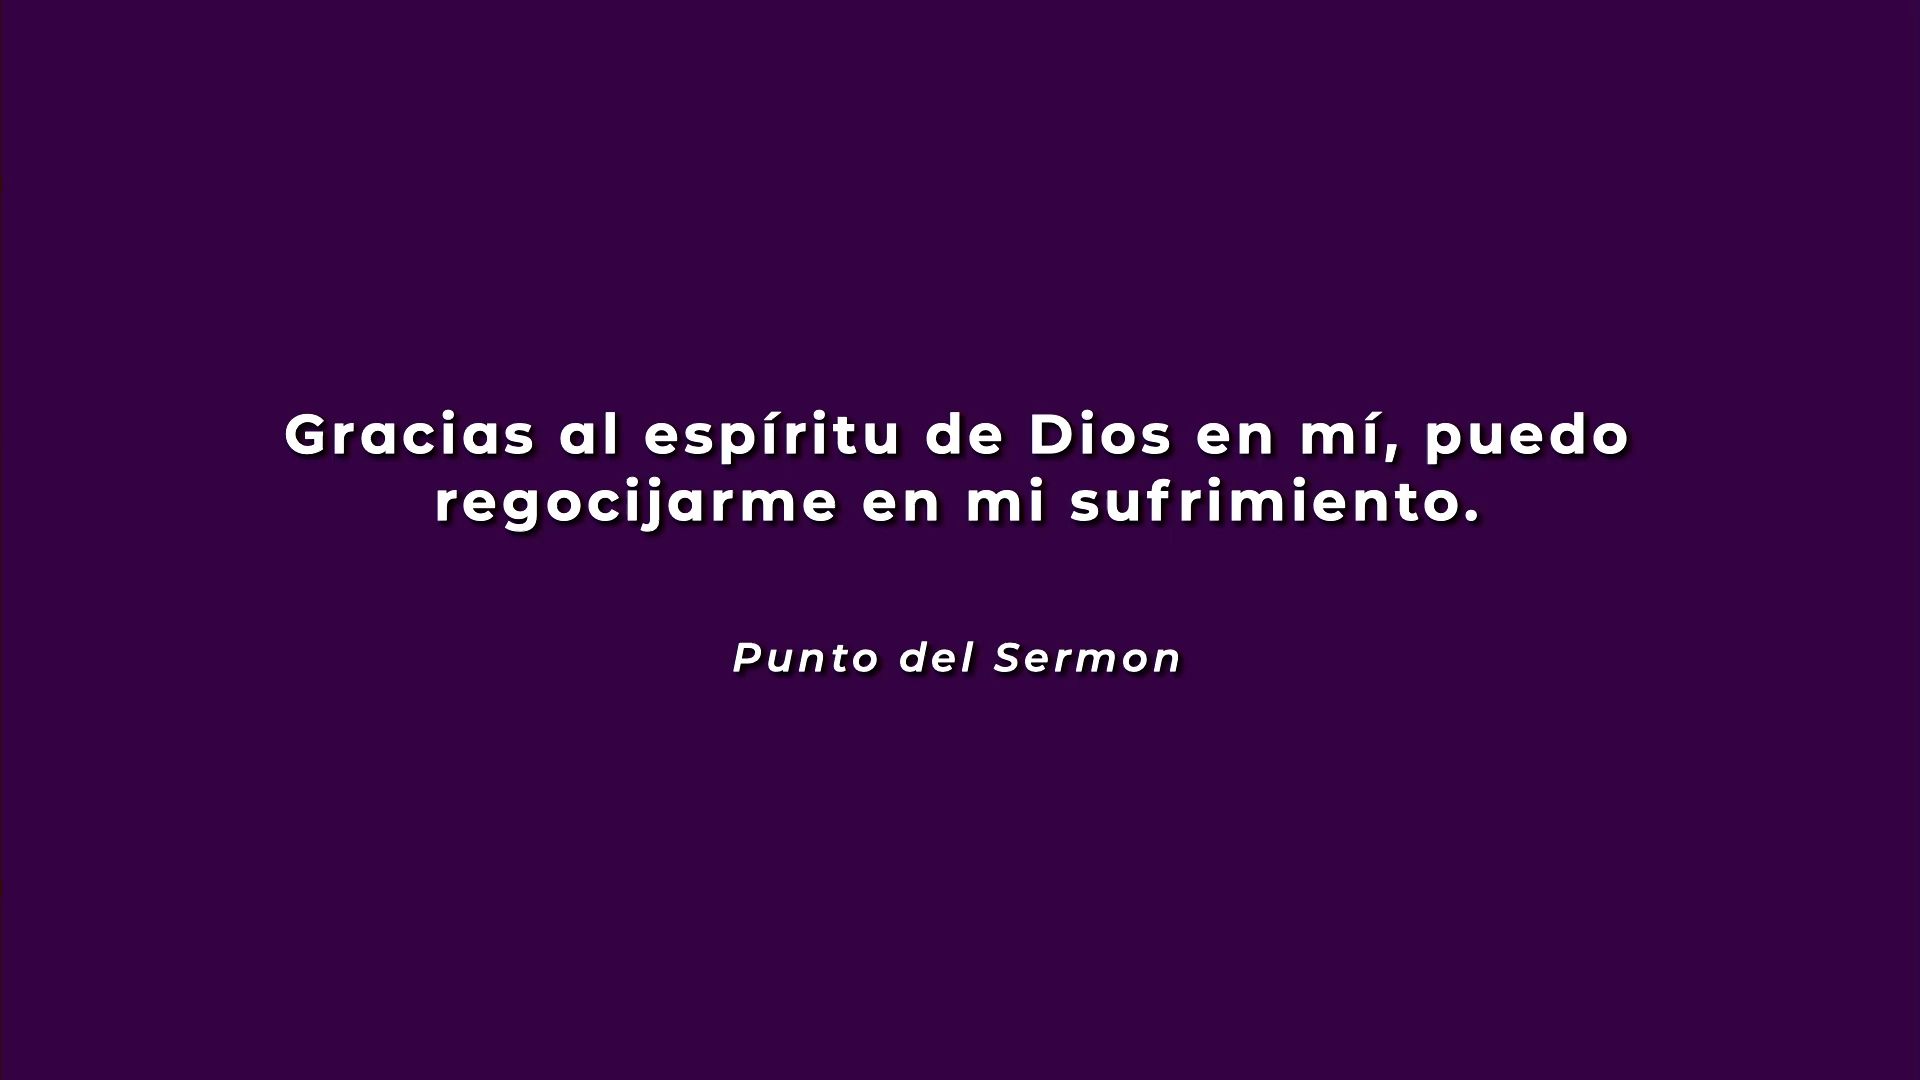 Gracias al espíritu de Dios en mí, puedo
regocijarme en mi sufrimiento.
Punto del Sermon